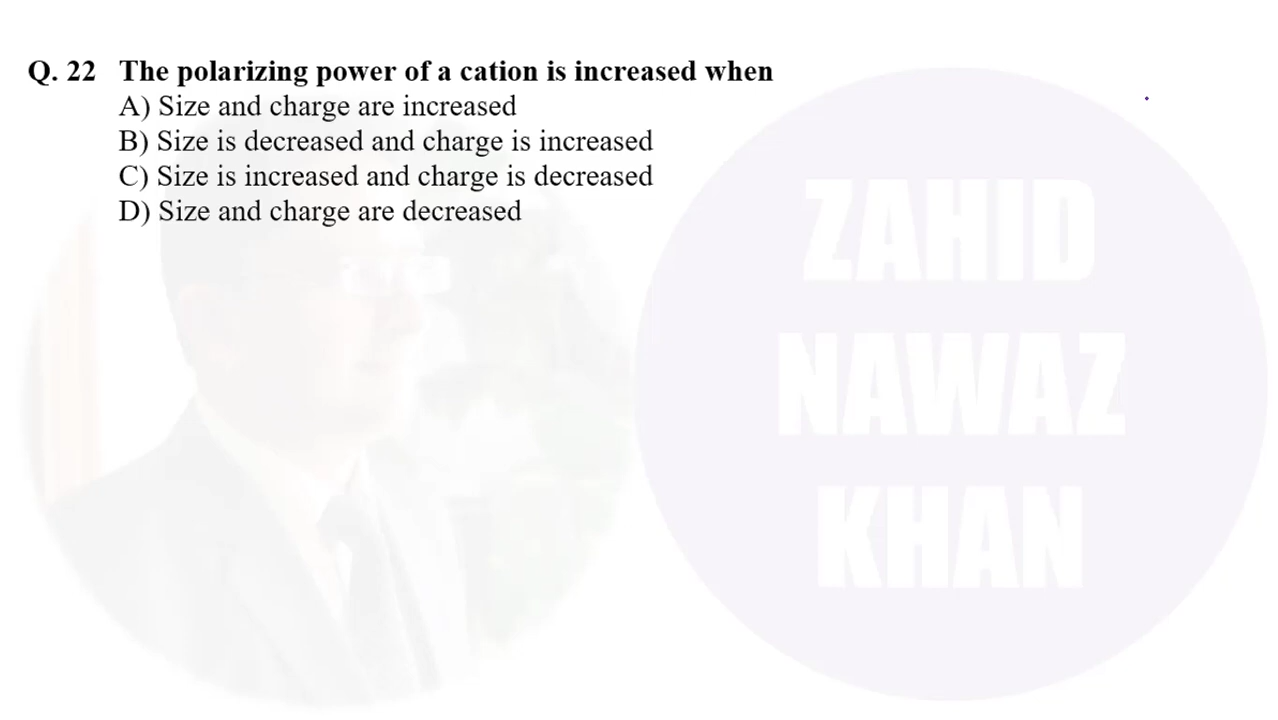 Q. 22 The polarizing power of a cation is increased when
A) Size and charge are increased
B) Size is decreased and charge is increased
C) Size is increased and charge is decreased
D) Size and charge are decreased
ZAHID
NAWAZ
KHAN